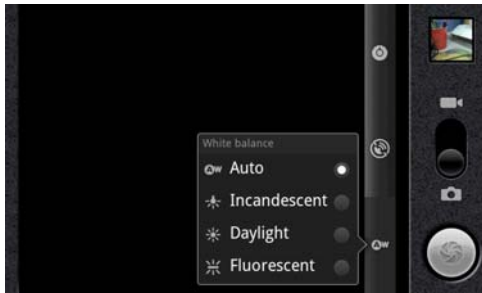 White balance
Auto
Incandescent
Daylight
Fluorescent